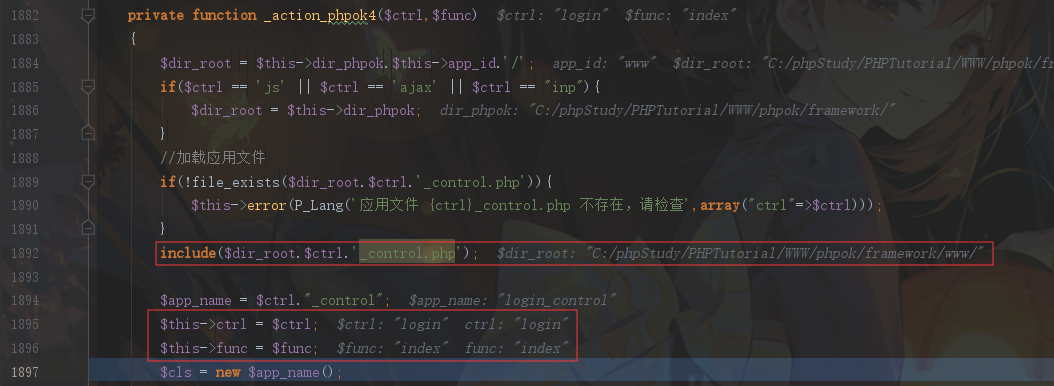 1882 private function _action_phpok4($ctrl,$func) $ctrl: "login" $func: "index"
1883 {
1884 $dir_root = $this->dir_phpok.$this->app_id.'/'; app_id: "www" $dir_root: "C:/phpStudy/PHPTutorial/WWW/phpok/fram
1885 if($ctrl == 'js' || $ctrl == 'ajax' || $ctrl == "inp"){
1886 $dir_root = $this->dir_phpok; dir_phpok: "C:/phpStudy/PHPTutorial/WWW/phpok/framework/"
1887 }
1888 //加载应用文件
1889 if(!file_exists($dir_root.$ctrl.'_control.php')){
1890 $this->error(P_Lang('应用文件 {ctrl}_control.php 不存在，请检查',array("ctrl"=>$ctrl)));
1891 }
1892 include($dir_root.$ctrl.'_control.php'); $dir_root: "C:/phpStudy/PHPTutorial/WWW/phpok/framework/www/"
1893
1894 $app_name = $ctrl."_control"; $app_name: "login_control"
1895 $this->ctrl = $ctrl; $ctrl: "login" ctrl: "login"
1896 $this->func = $func; $func: "index" func: "index"
1897 $cls = new $app_name();